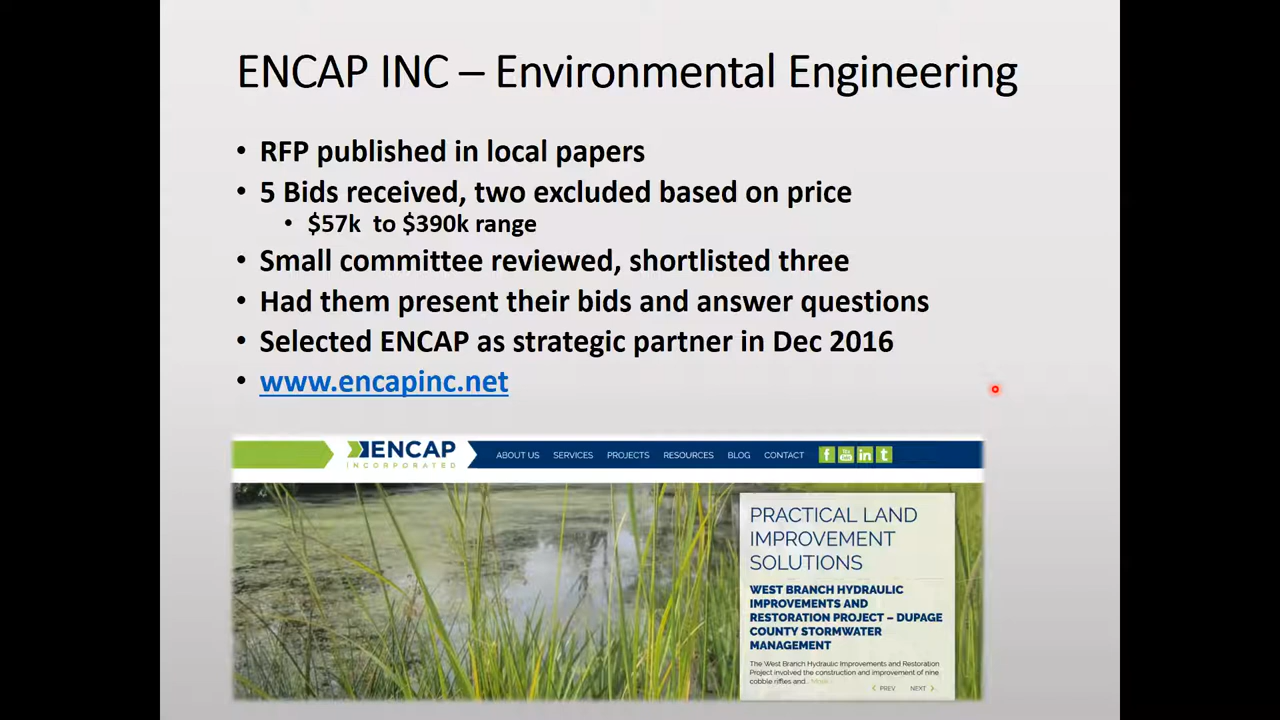 ENCAP INC – Environmental Engineering
• RFP published in local papers
• 5 Bids received, two excluded based on price
• $57k to $390k range
• Small committee reviewed, shortlisted three
• Had them present their bids and answer questions
• Selected ENCAP as strategic partner in Dec 2016
• www.encapinc.net
ENCAP
INCORPORATED
ABOUT US SERVICES PROJECTS RESOURCES BLOG CONTACT
PRACTICAL LAND
IMPROVEMENT
SOLUTIONS
WEST BRANCH HYDRAULIC
IMPROVEMENTS AND
RESTORATION PROJECT – DUPAGE
COUNTY STORMWATER
MANAGEMENT
The West Branch Hydraulic Improvements and Restoration
Project involved the construction and improvement of nine
cobble riffles and...
PREV NEXT